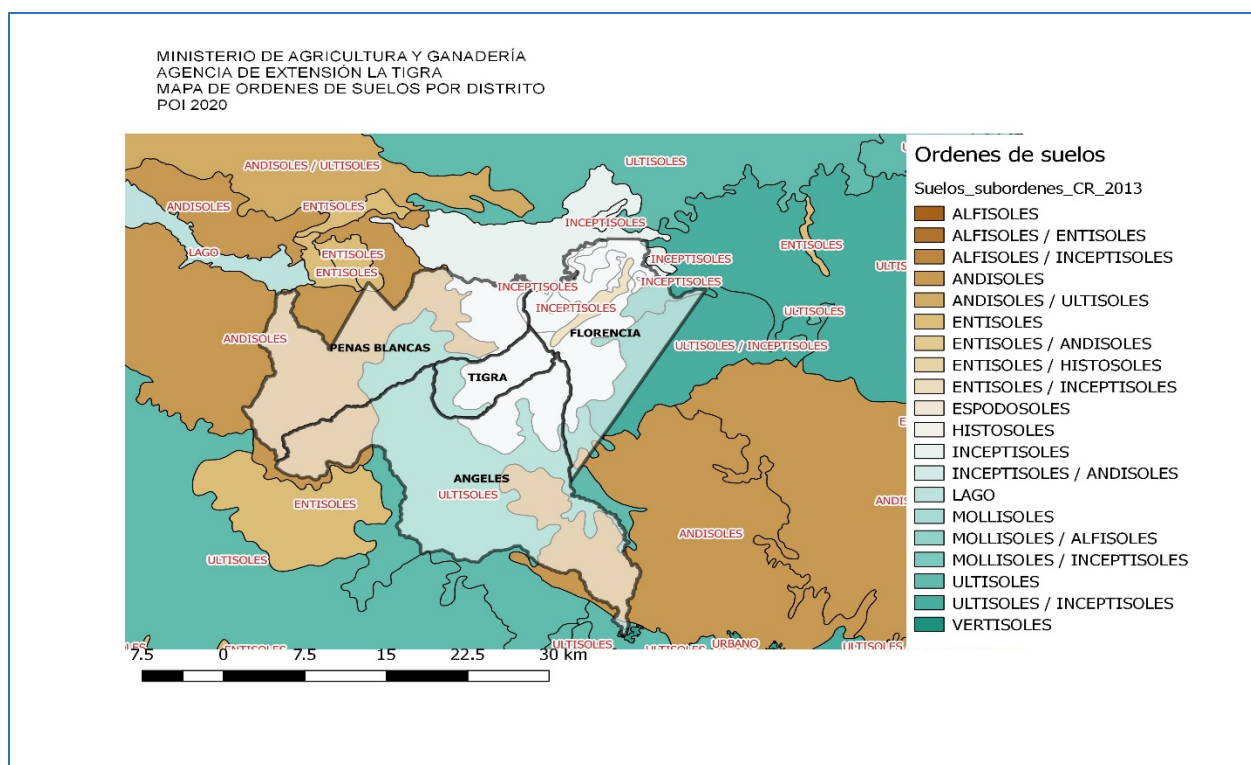 MINISTERIO DE AGRICULTURA Y GANADERÍA
AGENCIA DE EXTENSIÓN LA TIGRA
MAPA DE ORDENES DE SUELOS POR DISTRITO
POI 2020
ANDISOLES / ULTISOLES
ULTISOLES
ANDISOLES
ENTISOLES
INCEPTISOLES
LAGO
ENTISOLES
ENTISOLES
INCEPTISOLES
ENTISOLES
INCEPTISOLES
INCEPTISOLES
INCEPTISOLES
ULTISOLES
ANDISOLES
PENAS BLANCAS
FLORENCIA
ULTISOLES / INCEPTISOLES
TIGRA
ANGELES
ULTISOLES
ENTISOLES
ANDISOLES
ULTISOLES
ULTISOLES
URBANO
7.5 0 7.5 15 22.5 30 km
Ordenes de suelos
Suelos_subordenes_CR_2013
ALFISOLES
ALFISOLES / ENTISOLES
ALFISOLES / INCEPTISOLES
ANDISOLES
ANDISOLES / ULTISOLES
ENTISOLES
ENTISOLES / ANDISOLES
ENTISOLES / HISTOSOLES
ENTISOLES / INCEPTISOLES
ESPODOSOLES
HISTOSOLES
INCEPTISOLES
INCEPTISOLES / ANDISOLES
LAGO
MOLLISOLES
MOLLISOLES / ALFISOLES
MOLLISOLES / INCEPTISOLES
ULTISOLES
ULTISOLES / INCEPTISOLES
VERTISOLES